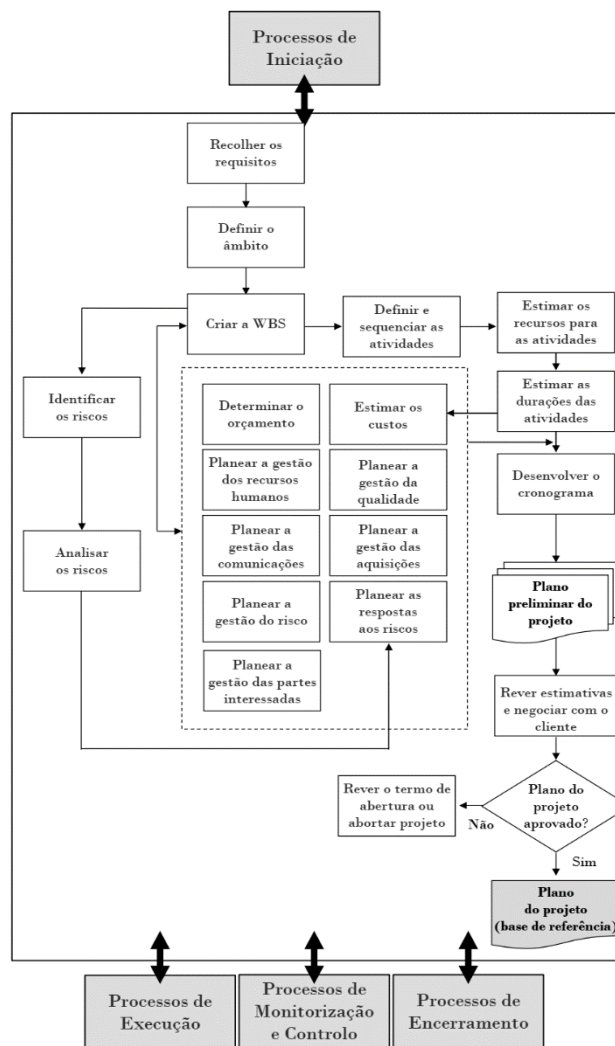 Processos de
Iniciação
Recolher os
requisitos
Definir o
âmbito
Criar a WBS
Definir e
sequenciar as
atividades
Estimar os
recursos para
as atividades
Identificar
os riscos
Determinar o
orçamento
Estimar os
custos
Estimar as
durações das
atividades
Planear a gestão
dos recursos
humanos
Planear a
gestão da
qualidade
Desenvolver o
cronograma
Analisar
os riscos
Planear a
gestão das
comunicações
Planear a
gestão das
aquisições
Plano
preliminar do
projeto
Planear a
gestão do risco
Planear as
respostas
aos riscos
Planear a
gestão das partes
interessadas
Rever estimativas
e negociar com o
cliente
Rever o termo de
abertura ou
abortar projeto
Não
Plano do
projeto
aprovado?
Sim
Plano
do projeto
(base de referência)
Processos de
Execução
Processos de
Monitorização
e Controlo
Processos de
Encerramento